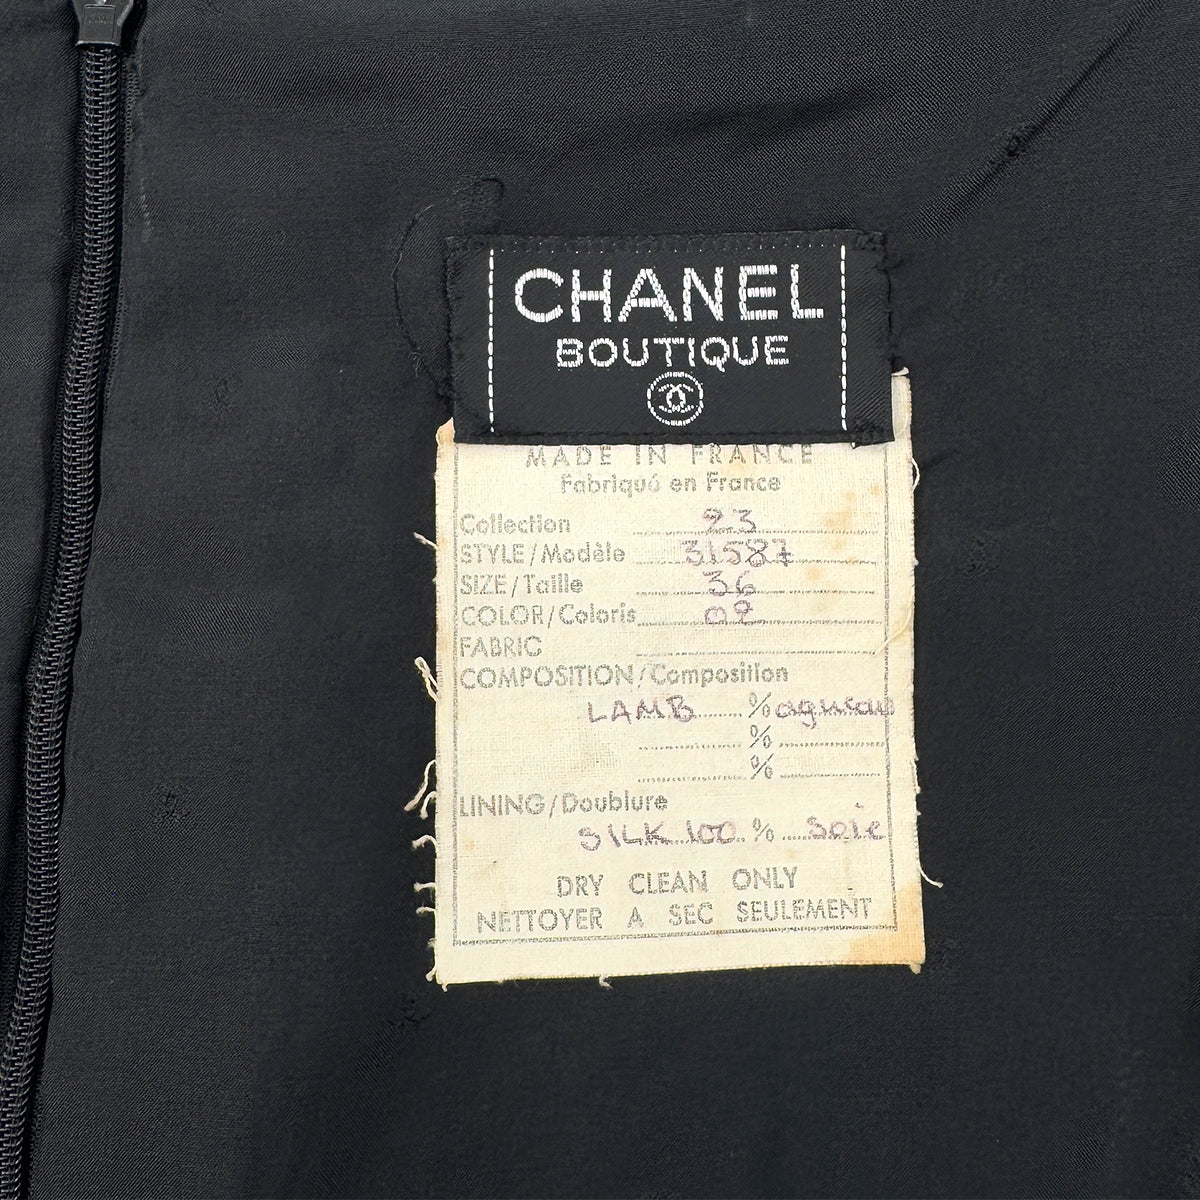 CHANEL
BOUTIQUE
MADE IN FRANCE
Fabriqué en France
Collection 23
STYLE/Modèle 31587
SIZE/Taille 36
COLOR/Coloris 02
FABRIC
COMPOSITION/Composition
LAMB % agneau
%
%
LINING/Doublure
SILK 100 % Soie
DRY CLEAN ONLY
NETTOYER A SEC SEULEMENT